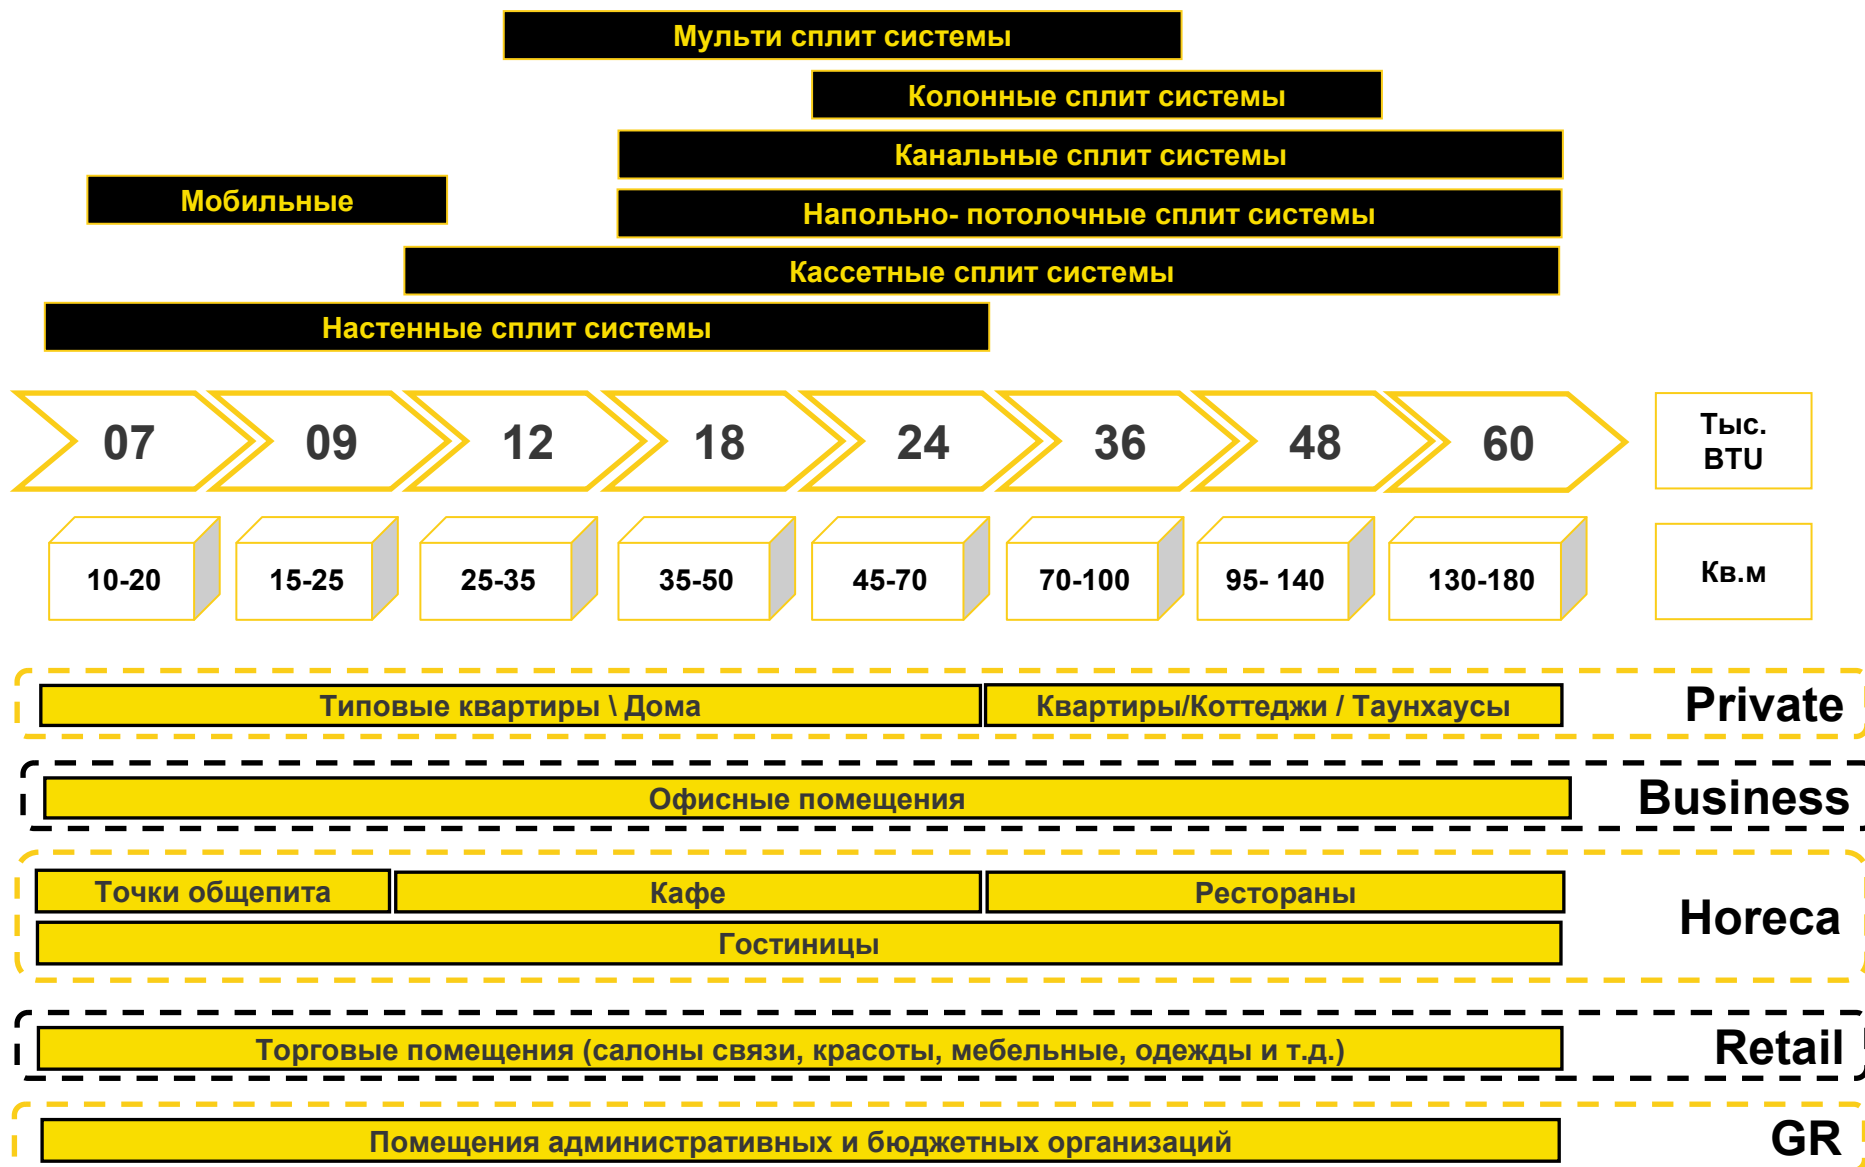 Мульти сплит системы
Колонные сплит системы
Канальные сплит системы
Мобильные
Напольно- потолочные сплит системы
Кассетные сплит системы
Настенные сплит системы
07 09 12 18 24 36 48 60
Тыс.
BTU
10-20 15-25 25-35 35-50 45-70 70-100 95- 140 130-180
Кв.м
Типовые квартиры \ Дома
Квартиры/Коттеджи / Таунхаусы
Private
Офисные помещения
Business
Точки общепита
Кафе
Рестораны
Гостиницы
Horeca
Торговые помещения (салоны связи, красоты, мебельные, одежды и т.д.)
Retail
Помещения административных и бюджетных организаций
GR